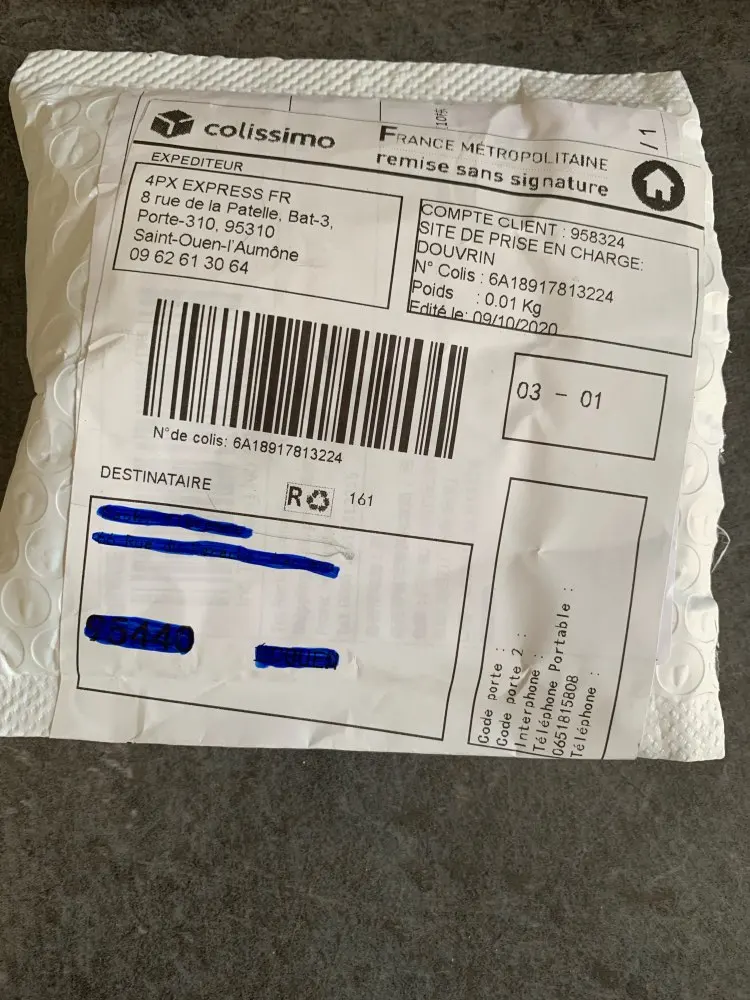 colissimo
FRANCE MÉTROPOLITAINE
remise sans signature
/1
EXPEDITEUR
4PX EXPRESS FR
8 rue de la Patelle, Bat-3,
Porte-310, 95310
Saint-Ouen-l'Aumône
09 62 61 30 64
COMPTE CLIENT : 958324
SITE DE PRISE EN CHARGE:
DOUVRIN
N° Colis : 6A18917813224
Poids : 0.01 Kg
Edité le: 09/10/2020
03 - 01
N°de colis: 6A18917813224
DESTINATAIRE
R 161
Code porte :
Code porte 2 :
Interphone :
Téléphone Portable :
0651815808
Téléphone :